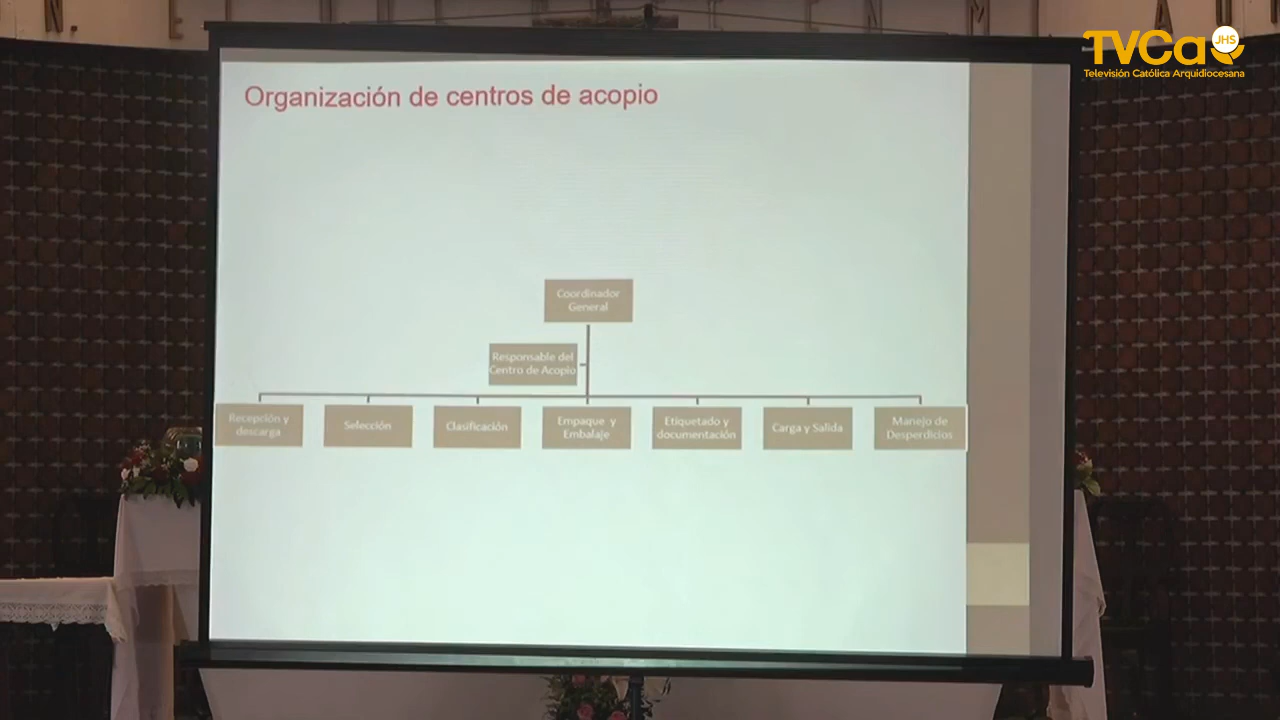 TVCa
JHS
Televisión Católica Arquidiocesana
Organización de centros de acopio
Coordinador
General
Responsable del
Centro de Acopio
Recepción y
descarga
Selección
Clasificación
Empaque y
Embalaje
Etiquetado y
documentación
Carga y Salida
Manejo de
Desperdicios